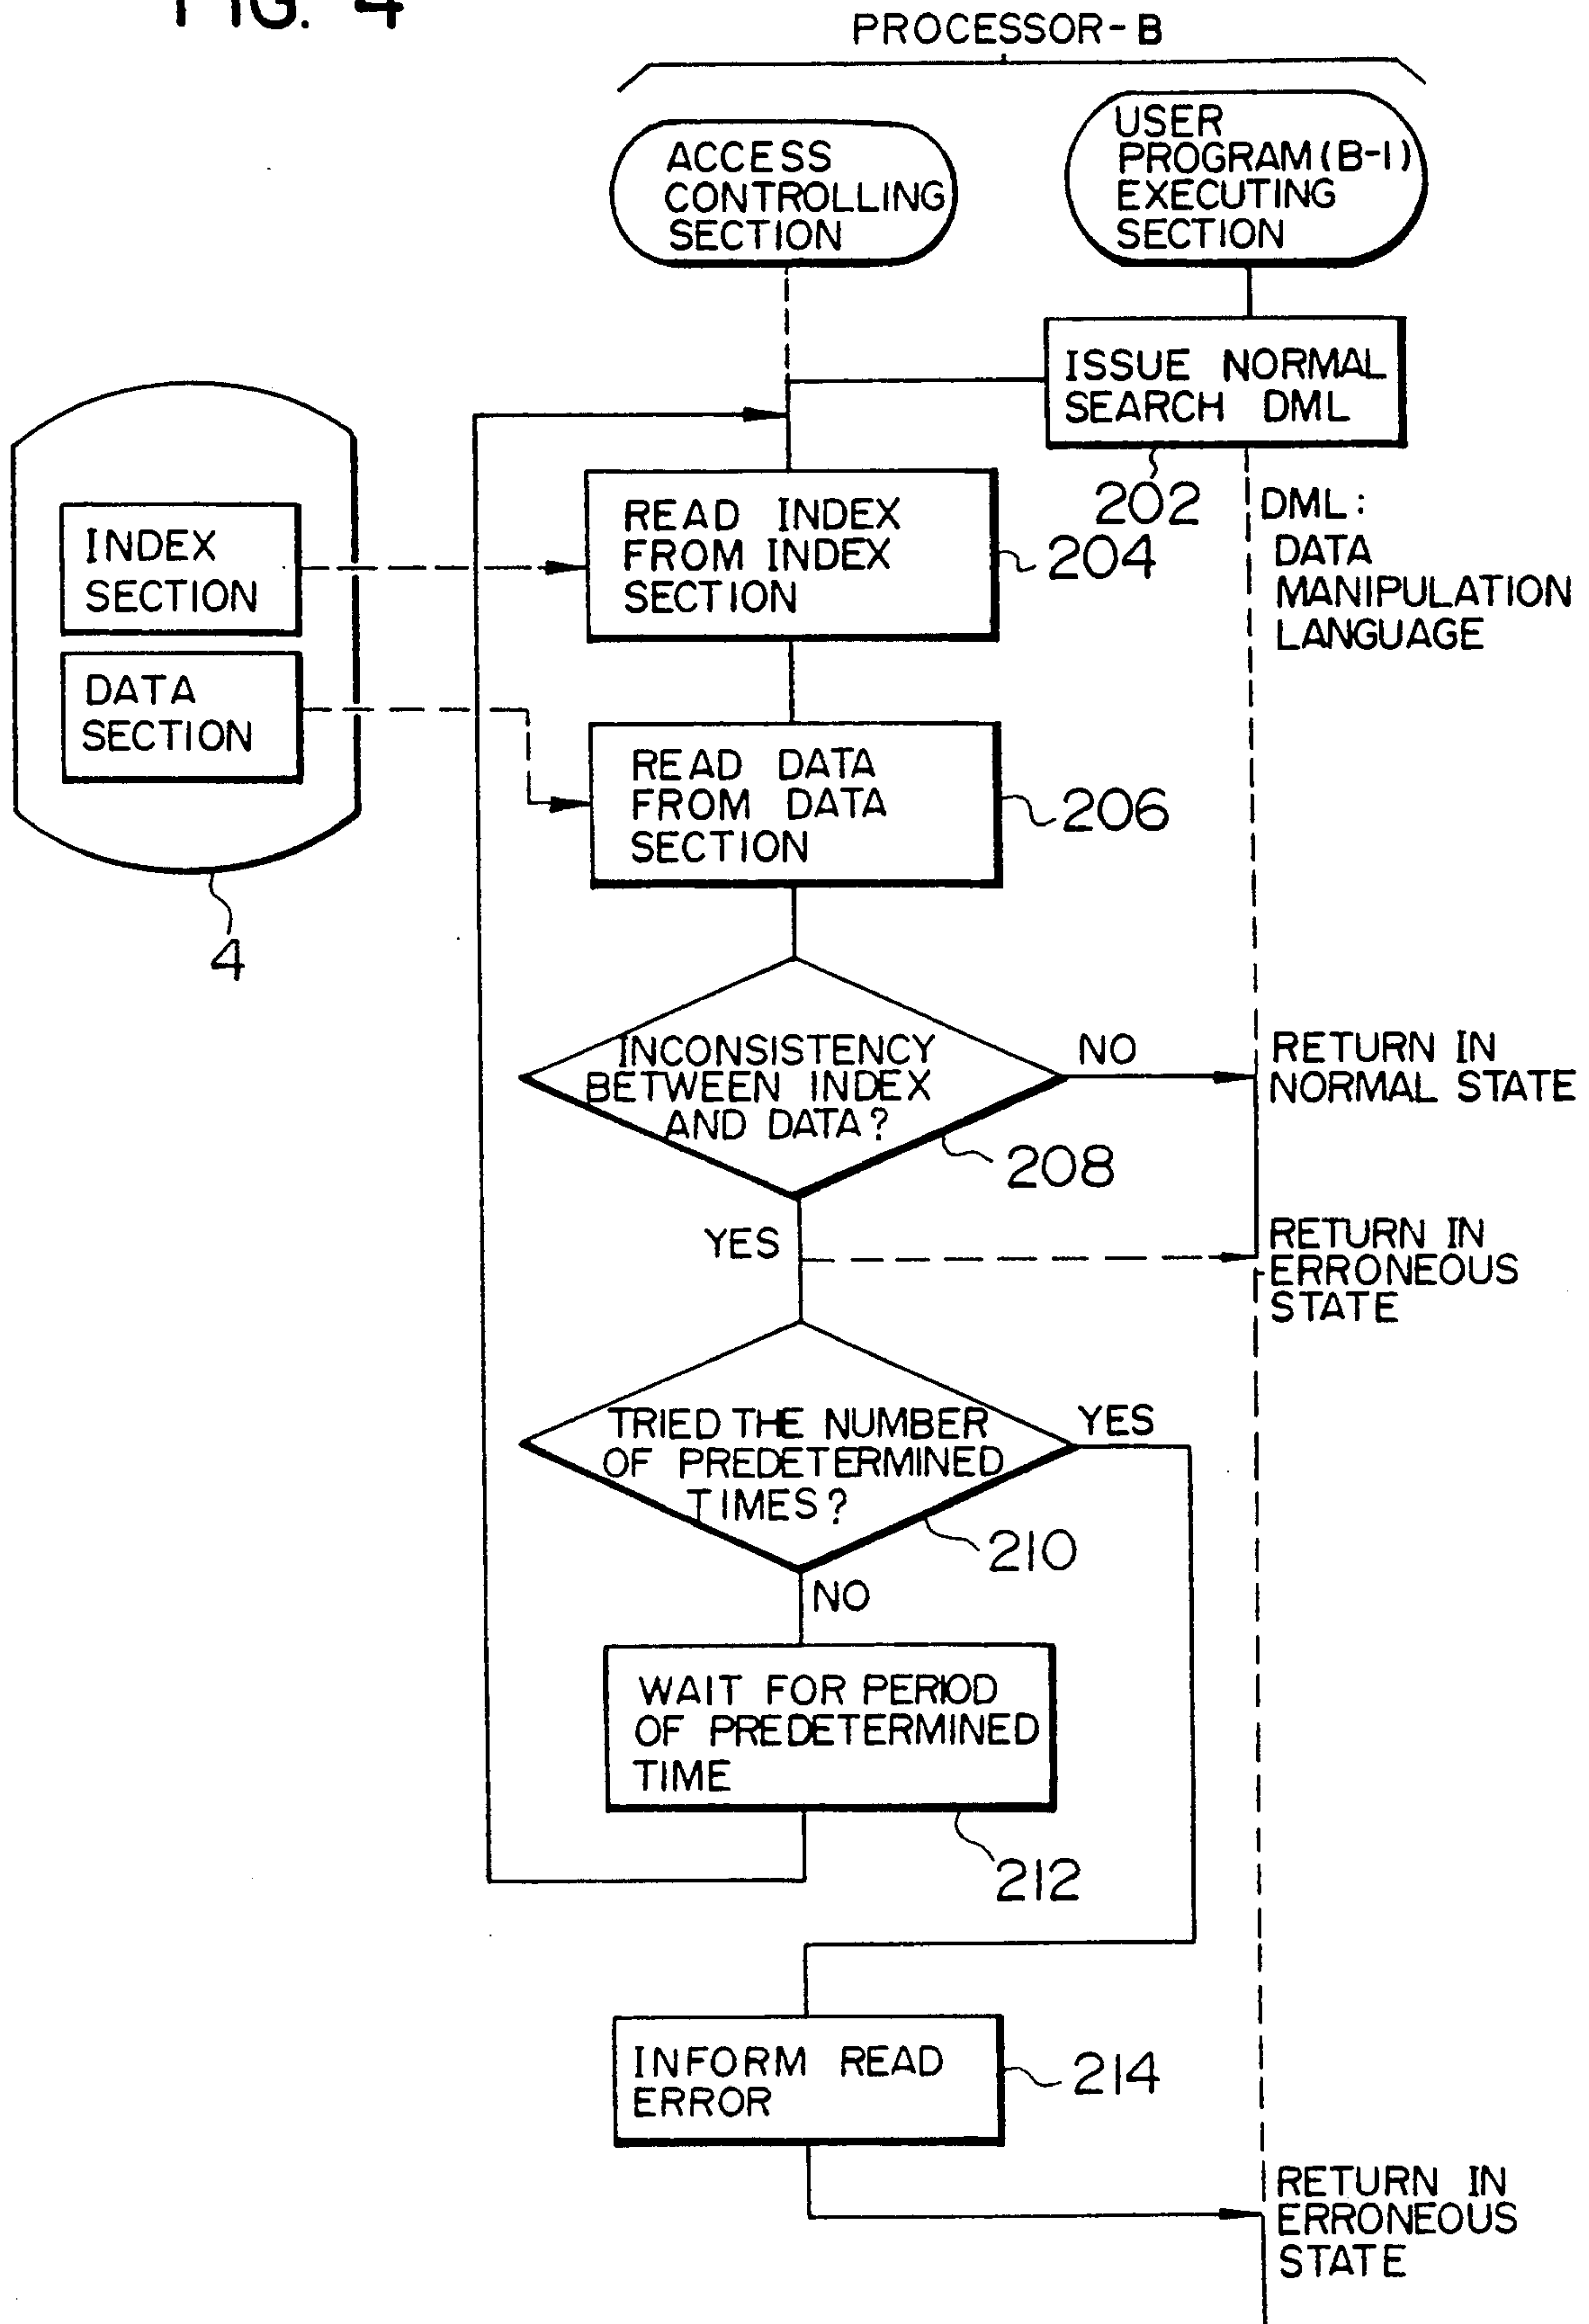 FIG. 4
PROCESSOR-B
ACCESS
CONTROLLING
SECTION
USER
PROGRAM(B-1)
EXECUTING
SECTION
ISSUE NORMAL
SEARCH DML
202
DML:
DATA
MANIPULATION
LANGUAGE
INDEX
SECTION
DATA
SECTION
4
READ INDEX
FROM INDEX
SECTION
204
READ DATA
FROM DATA
SECTION
206
INCONSISTENCY
BETWEEN INDEX
AND DATA?
208
NO
RETURN IN
NORMAL STATE
YES
RETURN IN
ERRONEOUS
STATE
TRIED THE NUMBER
OF PREDETERMINED
TIMES?
210
YES
NO
WAIT FOR PERIOD
OF PREDETERMINED
TIME
212
INFORM READ
ERROR
214
RETURN IN
ERRONEOUS
STATE